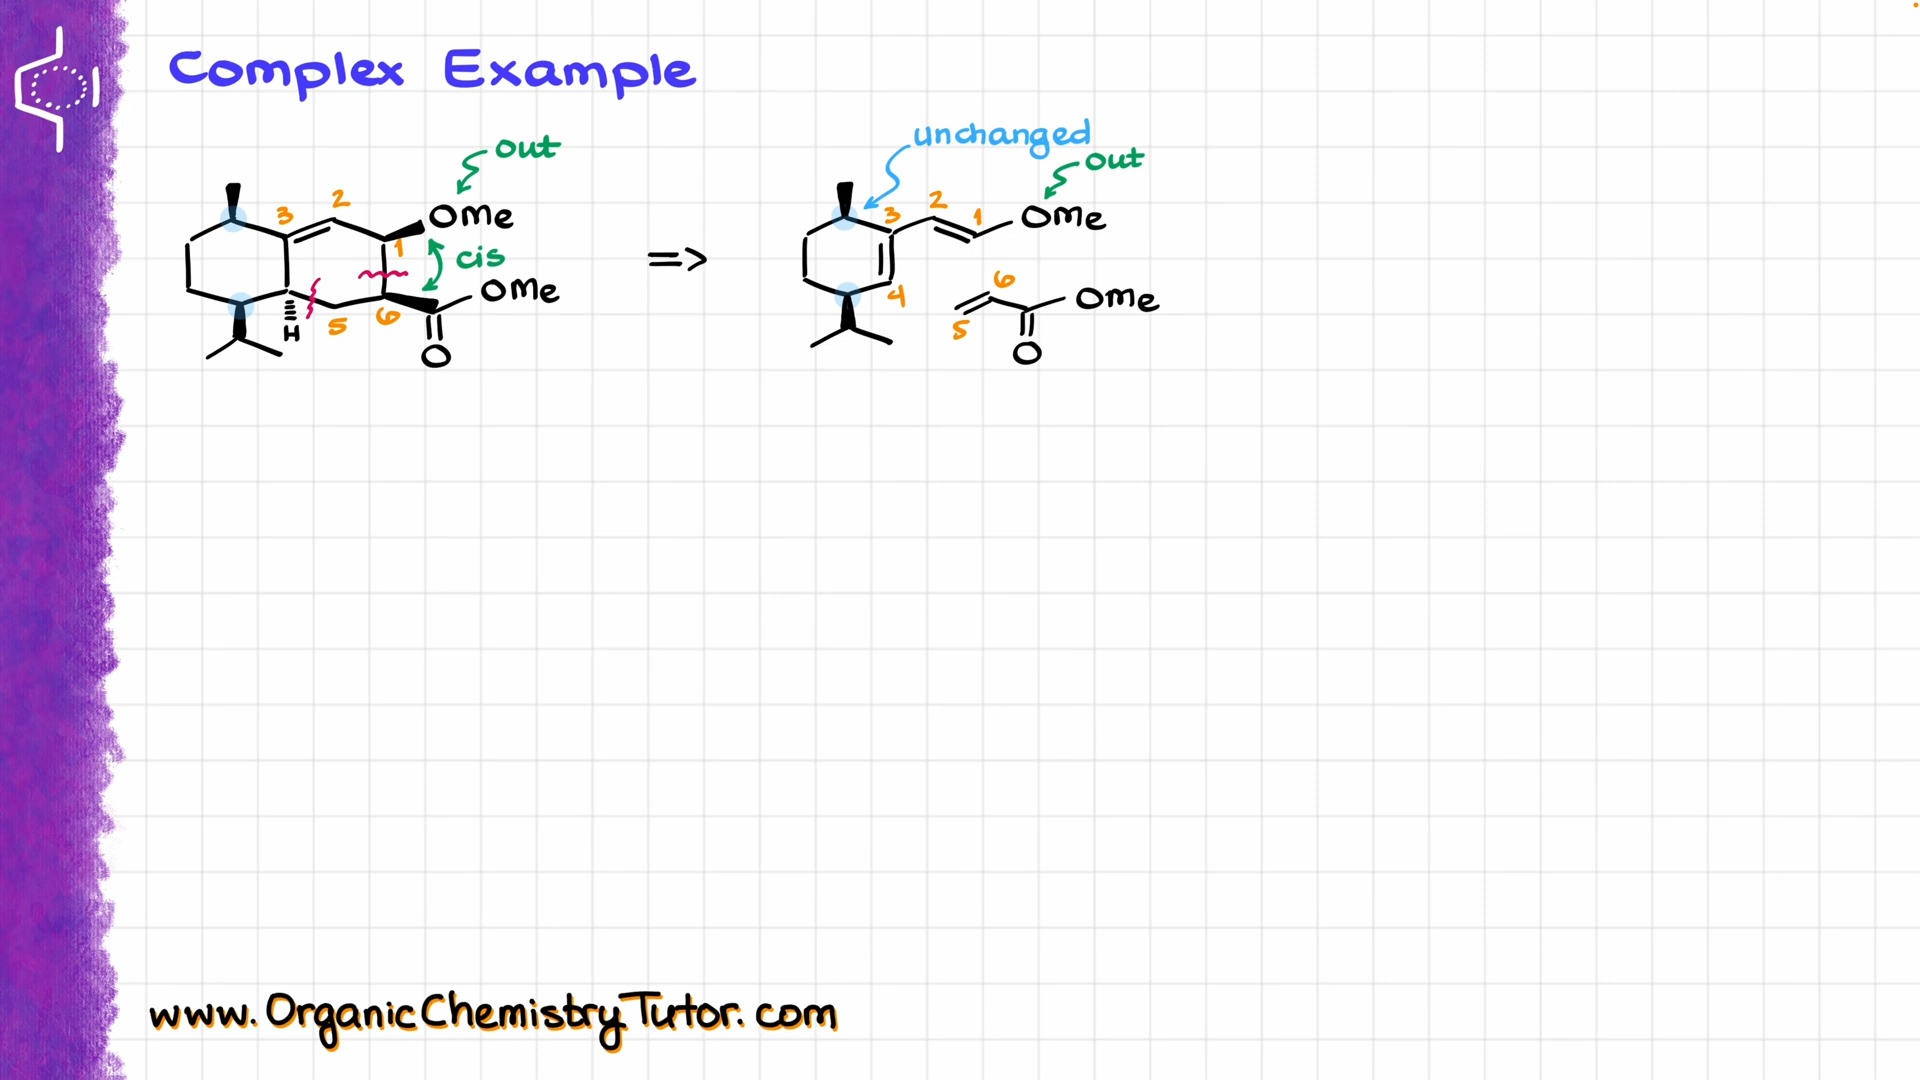 Complex Example
out
unchanged
out
3 2 OMe
1 cis
OMe
H 5 6
O
=>
3 2 1 OMe
4 6 OMe
5
O
www.OrganicChemistryTutor.com